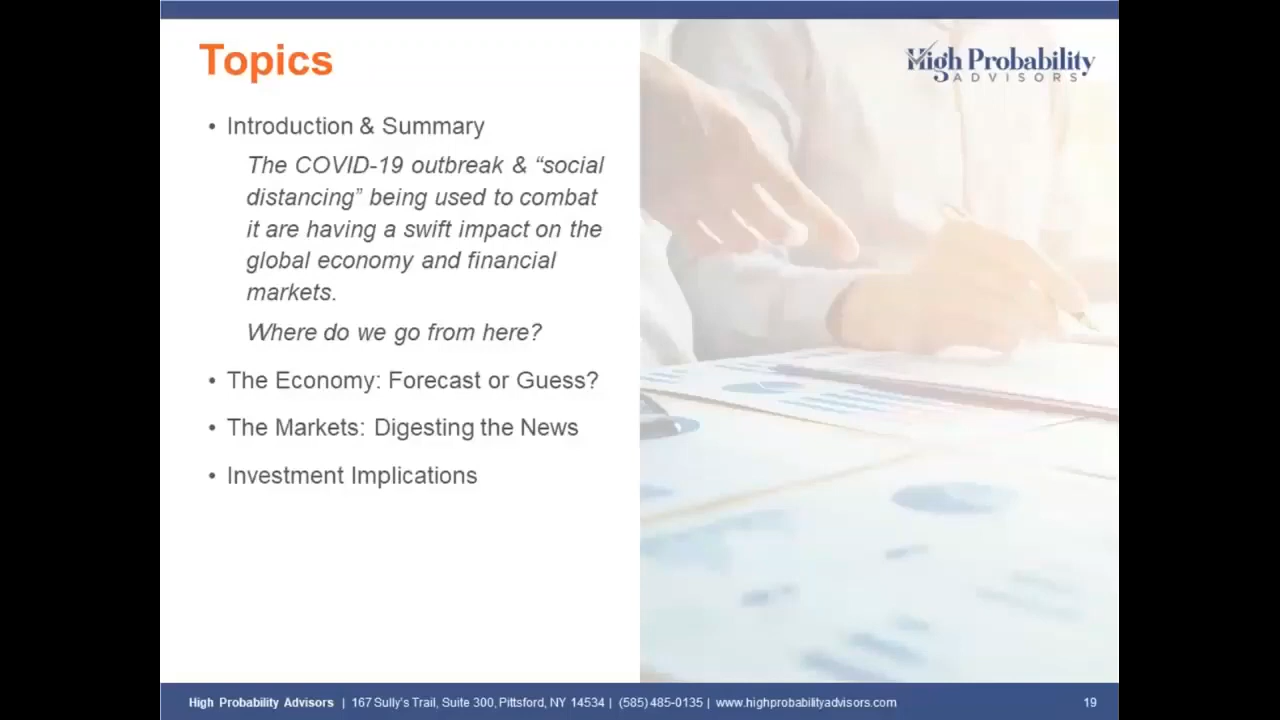 Topics
High Probability
ADVISORS
• Introduction & Summary
The COVID-19 outbreak & “social
distancing” being used to combat
it are having a swift impact on the
global economy and financial
markets.
Where do we go from here?
• The Economy: Forecast or Guess?
• The Markets: Digesting the News
• Investment Implications
High Probability Advisors | 167 Sully's Trail, Suite 300, Pittsford, NY 14534 | (585) 485-0135 | www.highprobabilityadvisors.com 19